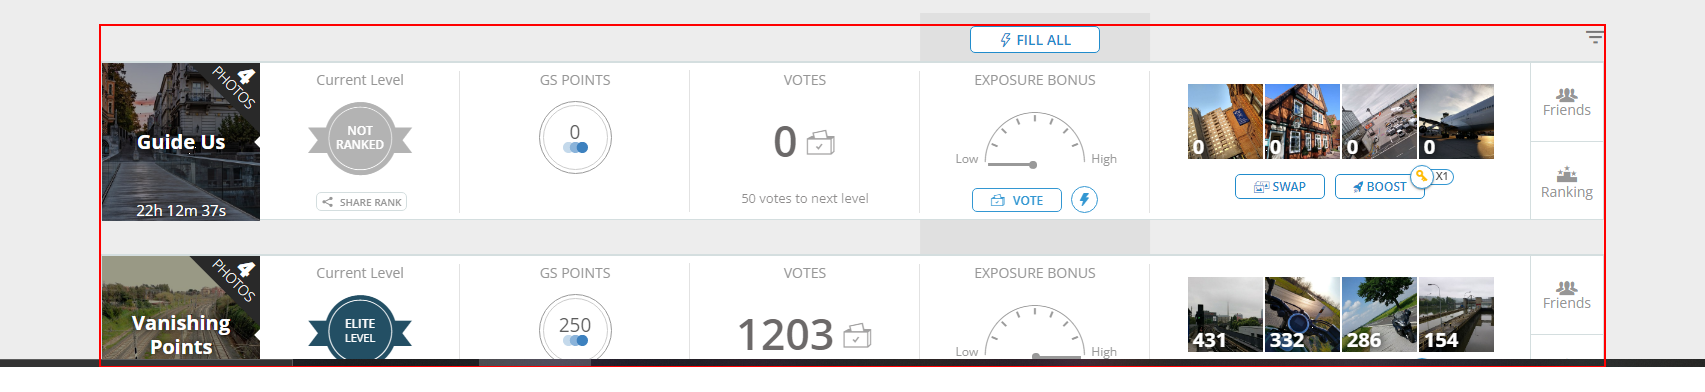 FILL ALL
4
PHOTOS
Guide Us
22h 12m 37s
Current Level
NOT
RANKED
SHARE RANK
GS POINTS
0
VOTES
0
50 votes to next level
EXPOSURE BONUS
Low
High
VOTE
0
0
0
0
SWAP
BOOST
X1
Friends
Ranking
4
PHOTOS
Vanishing
Points
Current Level
ELITE
LEVEL
GS POINTS
250
VOTES
1203
EXPOSURE BONUS
Low
High
431
332
286
154
Friends